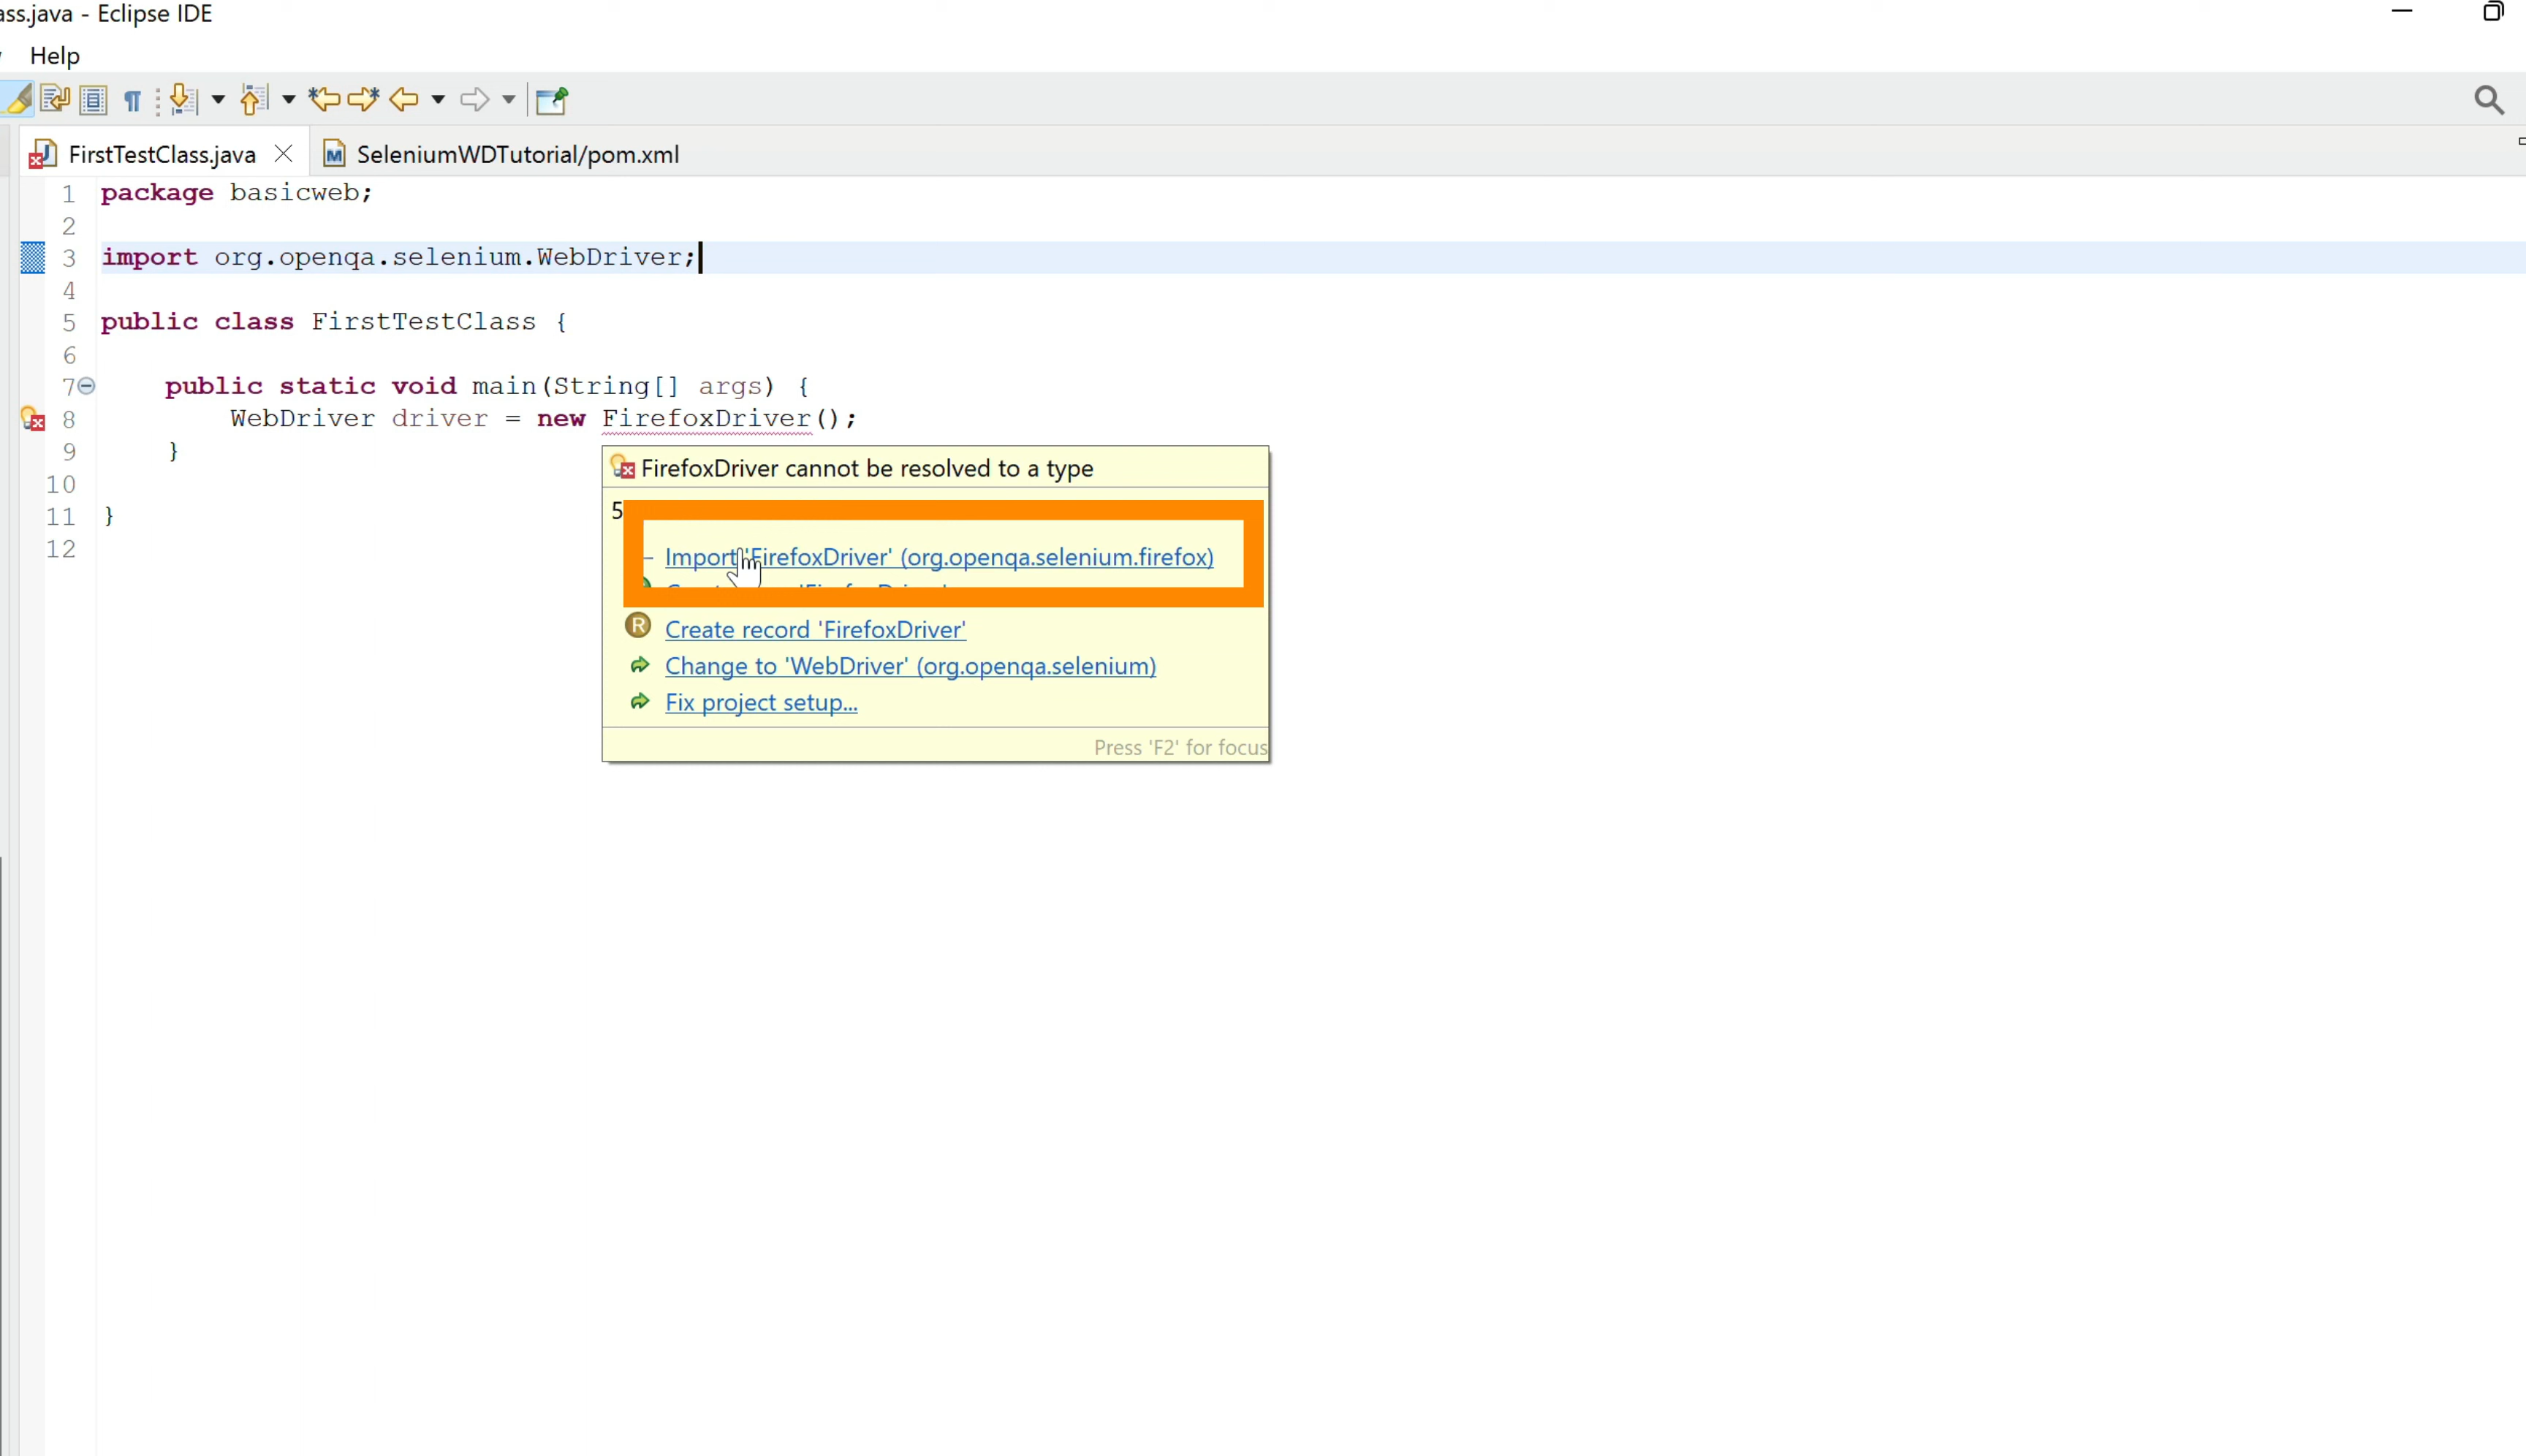 ss.java - Eclipse IDE
Help
FirstTestClass.java
SeleniumWDTutorial/pom.xml
1 package basicweb;
2
3 import org.openqa.selenium.WebDriver;
4
5 public class FirstTestClass {
6
7 public static void main(String[] args) {
8 WebDriver driver = new FirefoxDriver();
9 }
10
11 }
12
FirefoxDriver cannot be resolved to a type
5
Import 'FirefoxDriver' (org.openqa.selenium.firefox)
Create record 'FirefoxDriver'
Change to 'WebDriver' (org.openqa.selenium)
Fix project setup...
Press 'F2' for focus